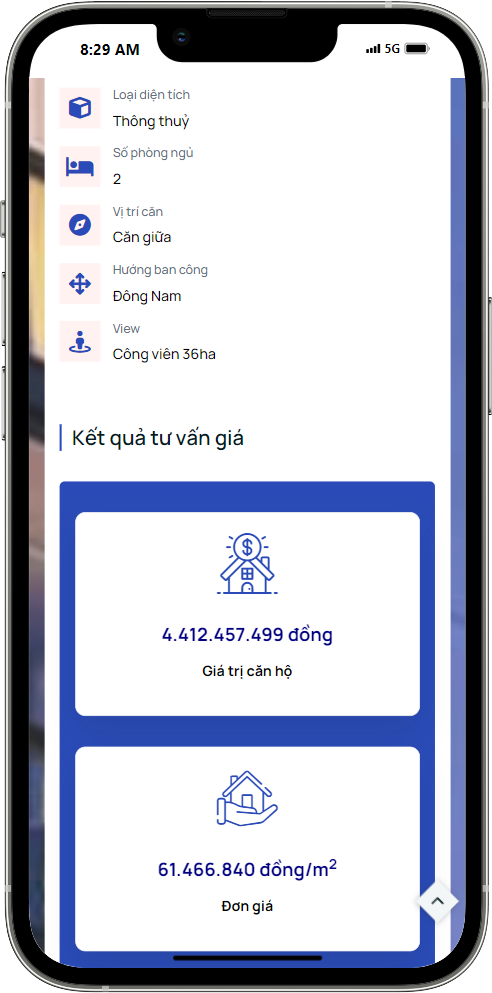 8:29 AM
5G
Loại diện tích
Thông thuỷ
Số phòng ngủ
2
Vị trí căn
Căn giữa
Hướng ban công
Đông Nam
View
Công viên 36ha
Kết quả tư vấn giá
$
4.412.457.499 đồng
Giá trị căn hộ
61.466.840 đồng/m²
Đơn giá